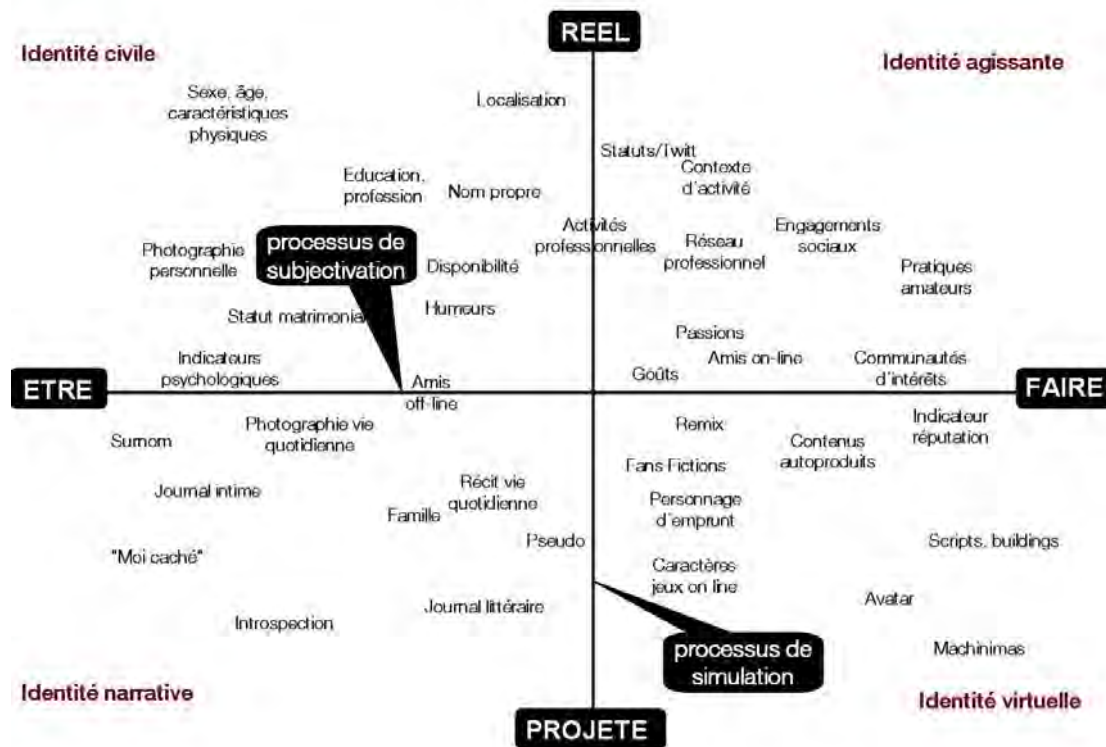 REEL
Identité civile
Identité agissante
Sexe, âge,
caractéristiques
physiques
Localisation
Statuts/Twitt
Contexte
d'activité
Education,
profession
Nom propre
Activités
professionnelles
Réseau
professionnel
Engagements
sociaux
Pratiques
amateurs
Photographie
personnelle
processus de
subjectivation
Disponibilité
Humeurs
Statut matrimonial
Passions
Indicateurs
psychologiques
Amis on-line
Communautés
d'intérêts
Goûts
ETRE
FAIRE
Amis
off-line
Surnom
Photographie vie
quotidienne
Remix
Contenus
autoproduits
Indicateur
réputation
Fans Fictions
Journal intime
Récit vie
quotidienne
Famille
Personnage
d'emprunt
Pseudo
Scripts, buildings
"Moi caché"
Caractères
jeux on line
Avatar
Journal littéraire
Introspection
processus de
simulation
Machinimas
Identité narrative
Identité virtuelle
PROJETE